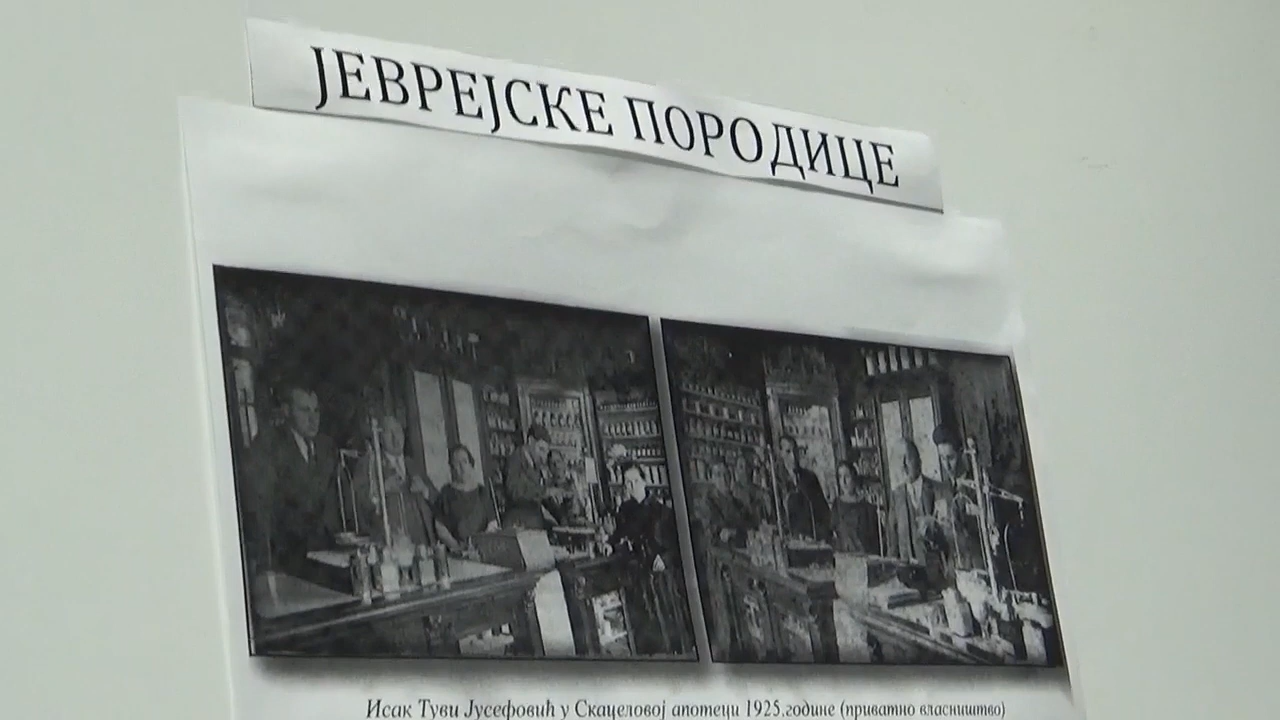 ЈЕВРЕЈСКЕ ПОРОДИЦЕ
Исак Туви Јусефовић у Скацеловој апотеци 1925.године (приватно власништво)